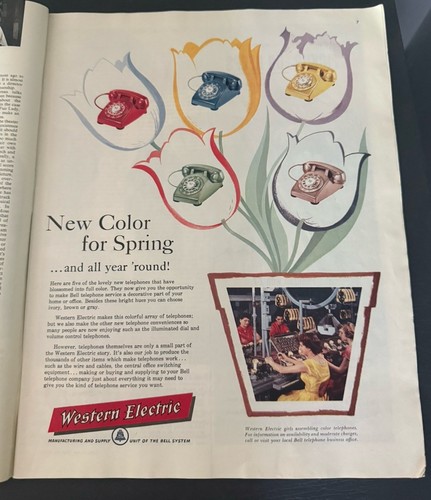 New Color
for Spring
...and all year 'round!
Here are five of the lovely new telephones that have
blossomed into full color. They now give you the opportunity
to make Bell telephone service a decorative part of your
home or office. Besides these bright hues you can choose
ivory, brown or gray.
Western Electric makes this colorful array of telephones;
but we also make the other new telephone conveniences so
many people are now enjoying such as the illuminated dial and
volume control telephones.
However, telephones themselves are only a small part of
the Western Electric story. It's also our job to produce the
thousands of other items which make telephones work...
such as the wire and cables, the central office switching
equipment... making or buying and supplying to your Bell
telephone company just about everything it may need to
give you the kind of telephone service you want.
Western Electric
MANUFACTURING AND SUPPLY UNIT OF THE BELL SYSTEM
Western Electric girls assembling color telephones.
For information on availability and moderate charges,
call or visit your local Bell telephone business office.